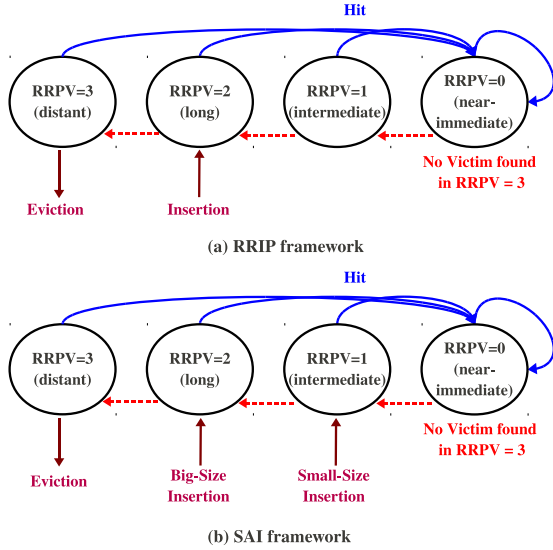 Hit
RRPV=3
(distant)
RRPV=2
(long)
RRPV=1
(intermediate)
RRPV=0
(near-
immediate)
No Victim found
in RRPV = 3
Eviction
Insertion
(a) RRIP framework
Hit
RRPV=3
(distant)
RRPV=2
(long)
RRPV=1
(intermediate)
RRPV=0
(near-
immediate)
No Victim found
in RRPV = 3
Eviction
Big-Size
Insertion
Small-Size
Insertion
(b) SAI framework